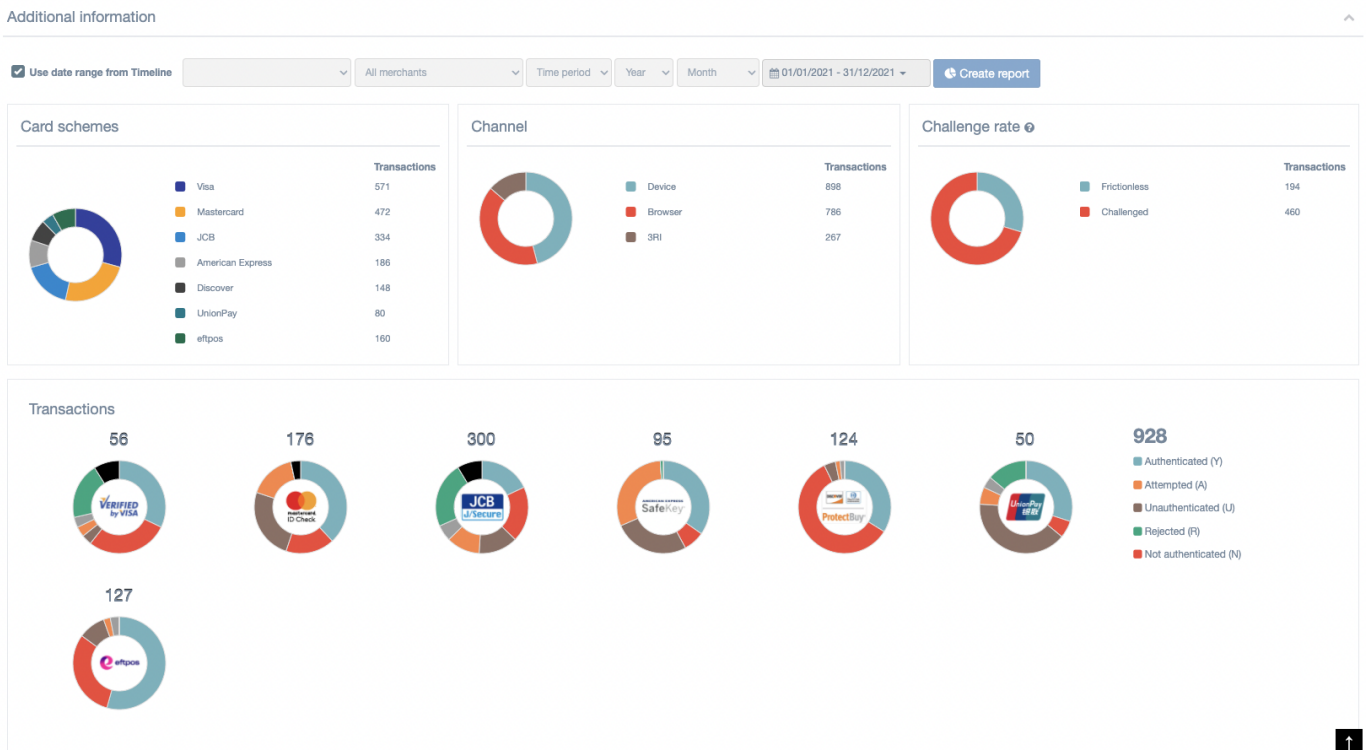 Additional information
Use date range from Timeline
All merchants
Time period
Year
Month
01/01/2021 - 31/12/2021
Create report
Card schemes
Transactions
Visa 571
Mastercard 472
JCB 334
American Express 186
Discover 148
UnionPay 80
eftpos 160
Channel
Transactions
Device 898
Browser 786
3RI 267
Challenge rate
Transactions
Frictionless 194
Challenged 460
Transactions
56
VERIFIED
by VISA
176
mastercard
ID Check
300
JCB
J/Secure
95
AMERICAN EXPRESS
SafeKey
124
ProtectBuy
50
UnionPay
银联
928
Authenticated (Y)
Attempted (A)
Unauthenticated (U)
Rejected (R)
Not authenticated (N)
127
eftpos